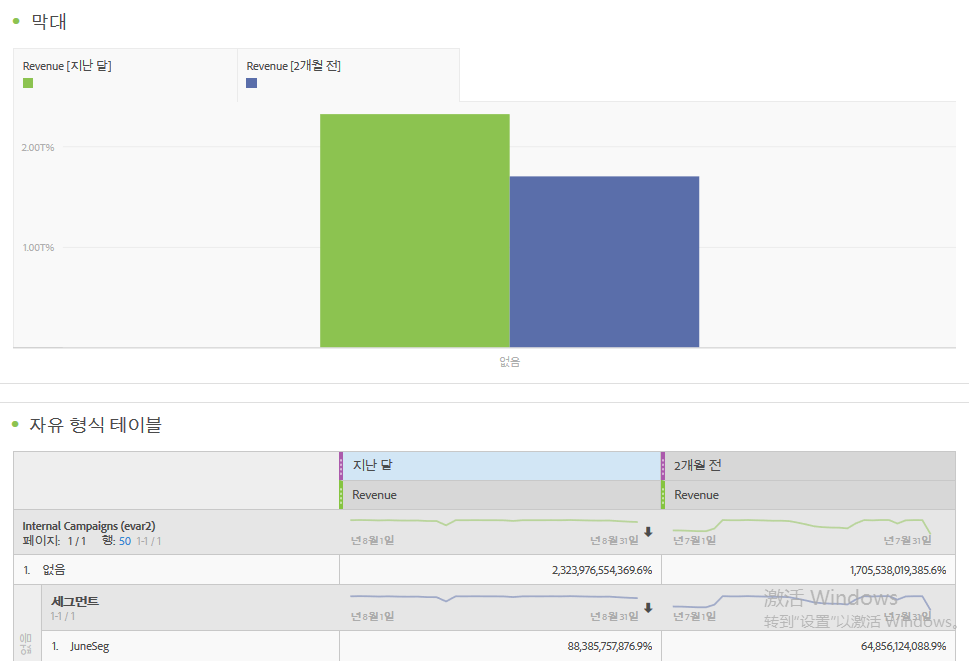 막대
Revenue [지난 달]
Revenue [2개월 전]
2.00T%
1.00T%
없음
자유 형식 테이블
지난 달
2개월 전
Revenue
Revenue
Internal Campaigns (evar2)
페이지: 1 / 1 행: 50 1-1 / 1
년 8월 1일
년 8월 31일
년 7월 1일
년 7월 31일
1. 없음
2,323,976,554,369.6%
1,705,538,019,385.6%
세그먼트
1-1 / 1
년 8월 1일
년 8월 31일
년 7월 1일
년 7월 31일
激活 Windows
转到"设置"以激活 Windows。
없음
1. JuneSeg
88,385,757,876.9%
64,856,124,088.9%